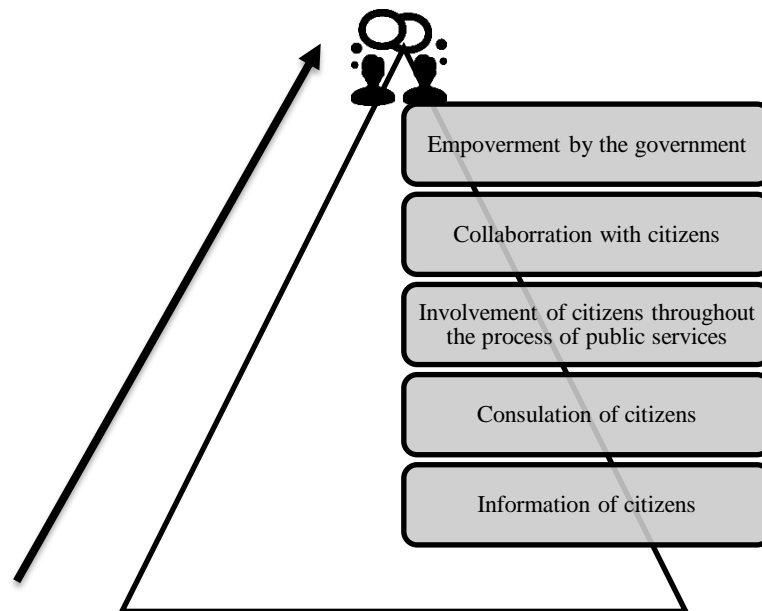 Empoverment by the government
Collaborration with citizens
Involvement of citizens throughout
the process of public services
Consulation of citizens
Information of citizens